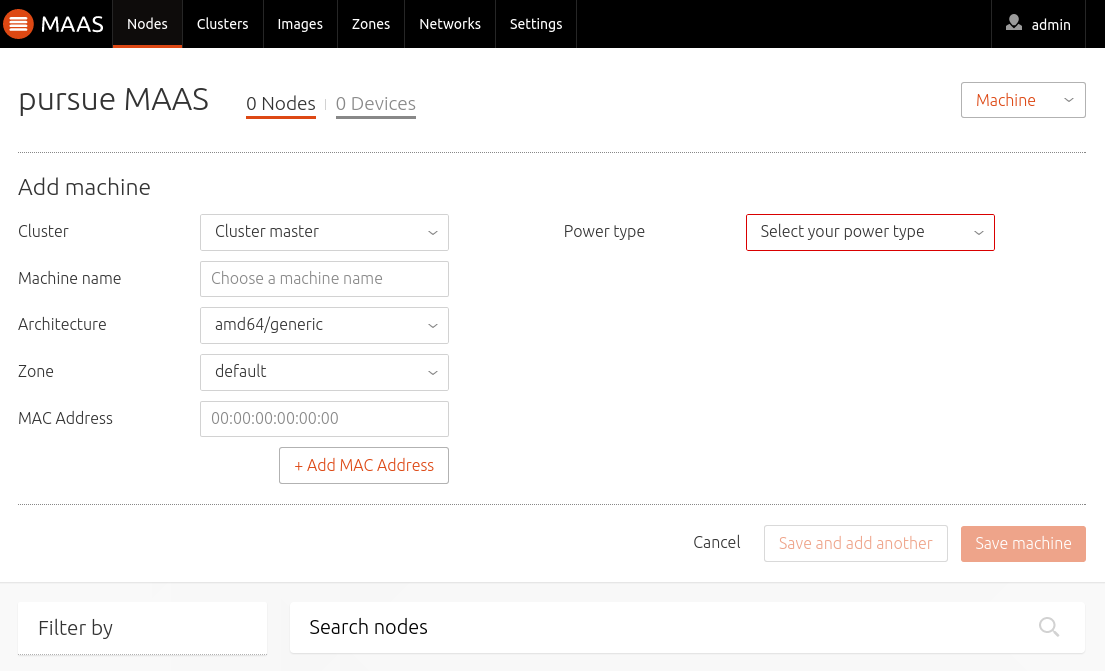 MAAS Nodes Clusters Images Zones Networks Settings admin
pursue MAAS 0 Nodes 0 Devices Machine
Add machine
Cluster Cluster master Power type Select your power type
Machine name Choose a machine name
Architecture amd64/generic
Zone default
MAC Address 00:00:00:00:00:00
+ Add MAC Address
Cancel Save and add another Save machine
Filter by Search nodes